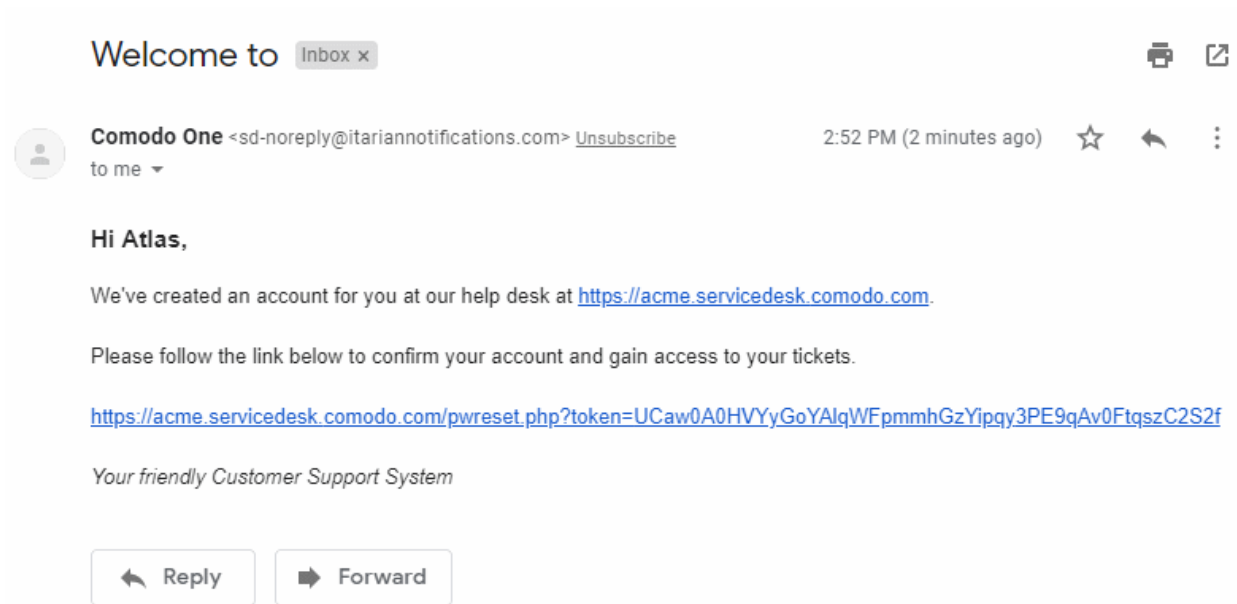 Welcome to Inbox x
Comodo One <sd-noreply@itariannotifications.com> Unsubscribe 2:52 PM (2 minutes ago)
to me
Hi Atlas,
We've created an account for you at our help desk at https://acme.servicedesk.comodo.com.
Please follow the link below to confirm your account and gain access to your tickets.
https://acme.servicedesk.comodo.com/pwreset.php?token=UCaw0A0HVYyGoYAlqWFpmmhGzYipqy3PE9qAv0FtqszC2S2f
Your friendly Customer Support System
Reply Forward